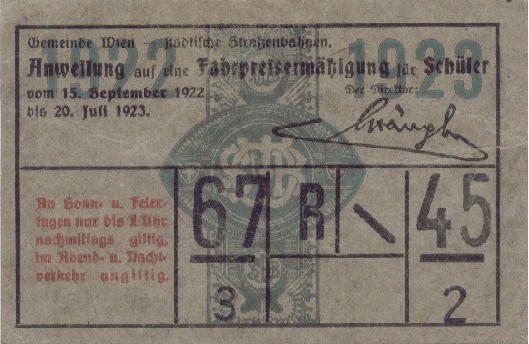 1922 1923
Gemeinde Wien — städtische Straßenbahnen.
Anweisung auf eine Fahrpreisermäßigung für Schüler
vom 15. September 1922
bis 20. Juli 1923.
Der Direktor:
An Sonn- u. Feier-
tagen nur bis 1 Uhr
nachmittags giltig,
im Abend- u. Nacht-
verkehr ungiltig.
67 R \ 45
3 2